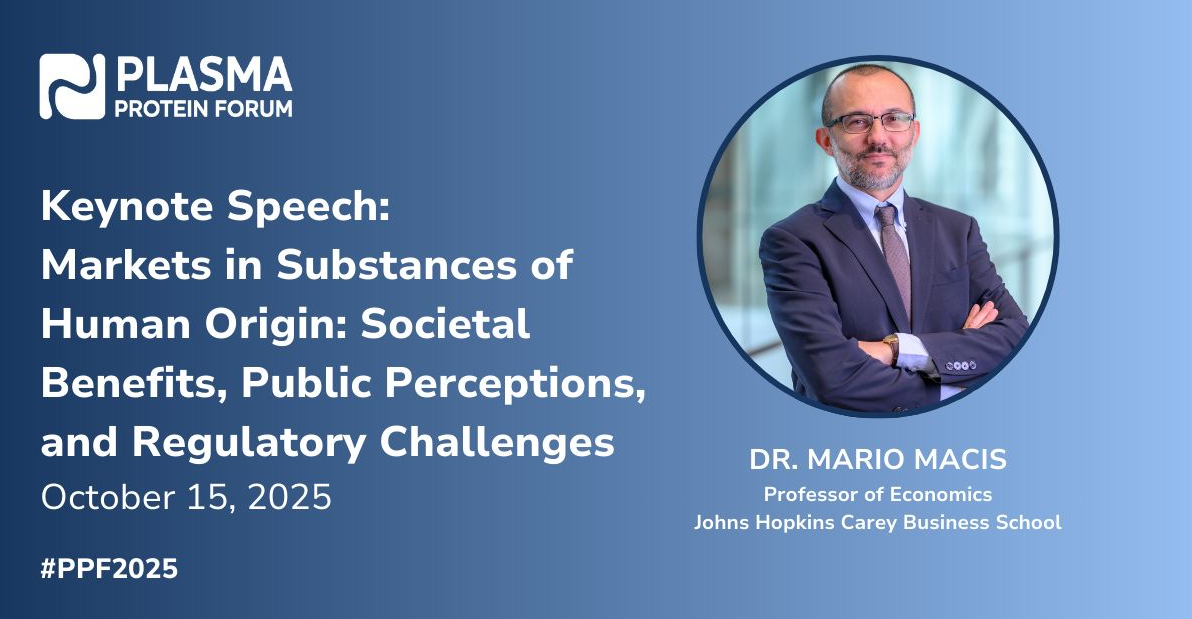 PLASMA
PROTEIN FORUM
Keynote Speech:
Markets in Substances of
Human Origin: Societal
Benefits, Public Perceptions,
and Regulatory Challenges
October 15, 2025
#PPF2025
DR. MARIO MACIS
Professor of Economics
Johns Hopkins Carey Business School